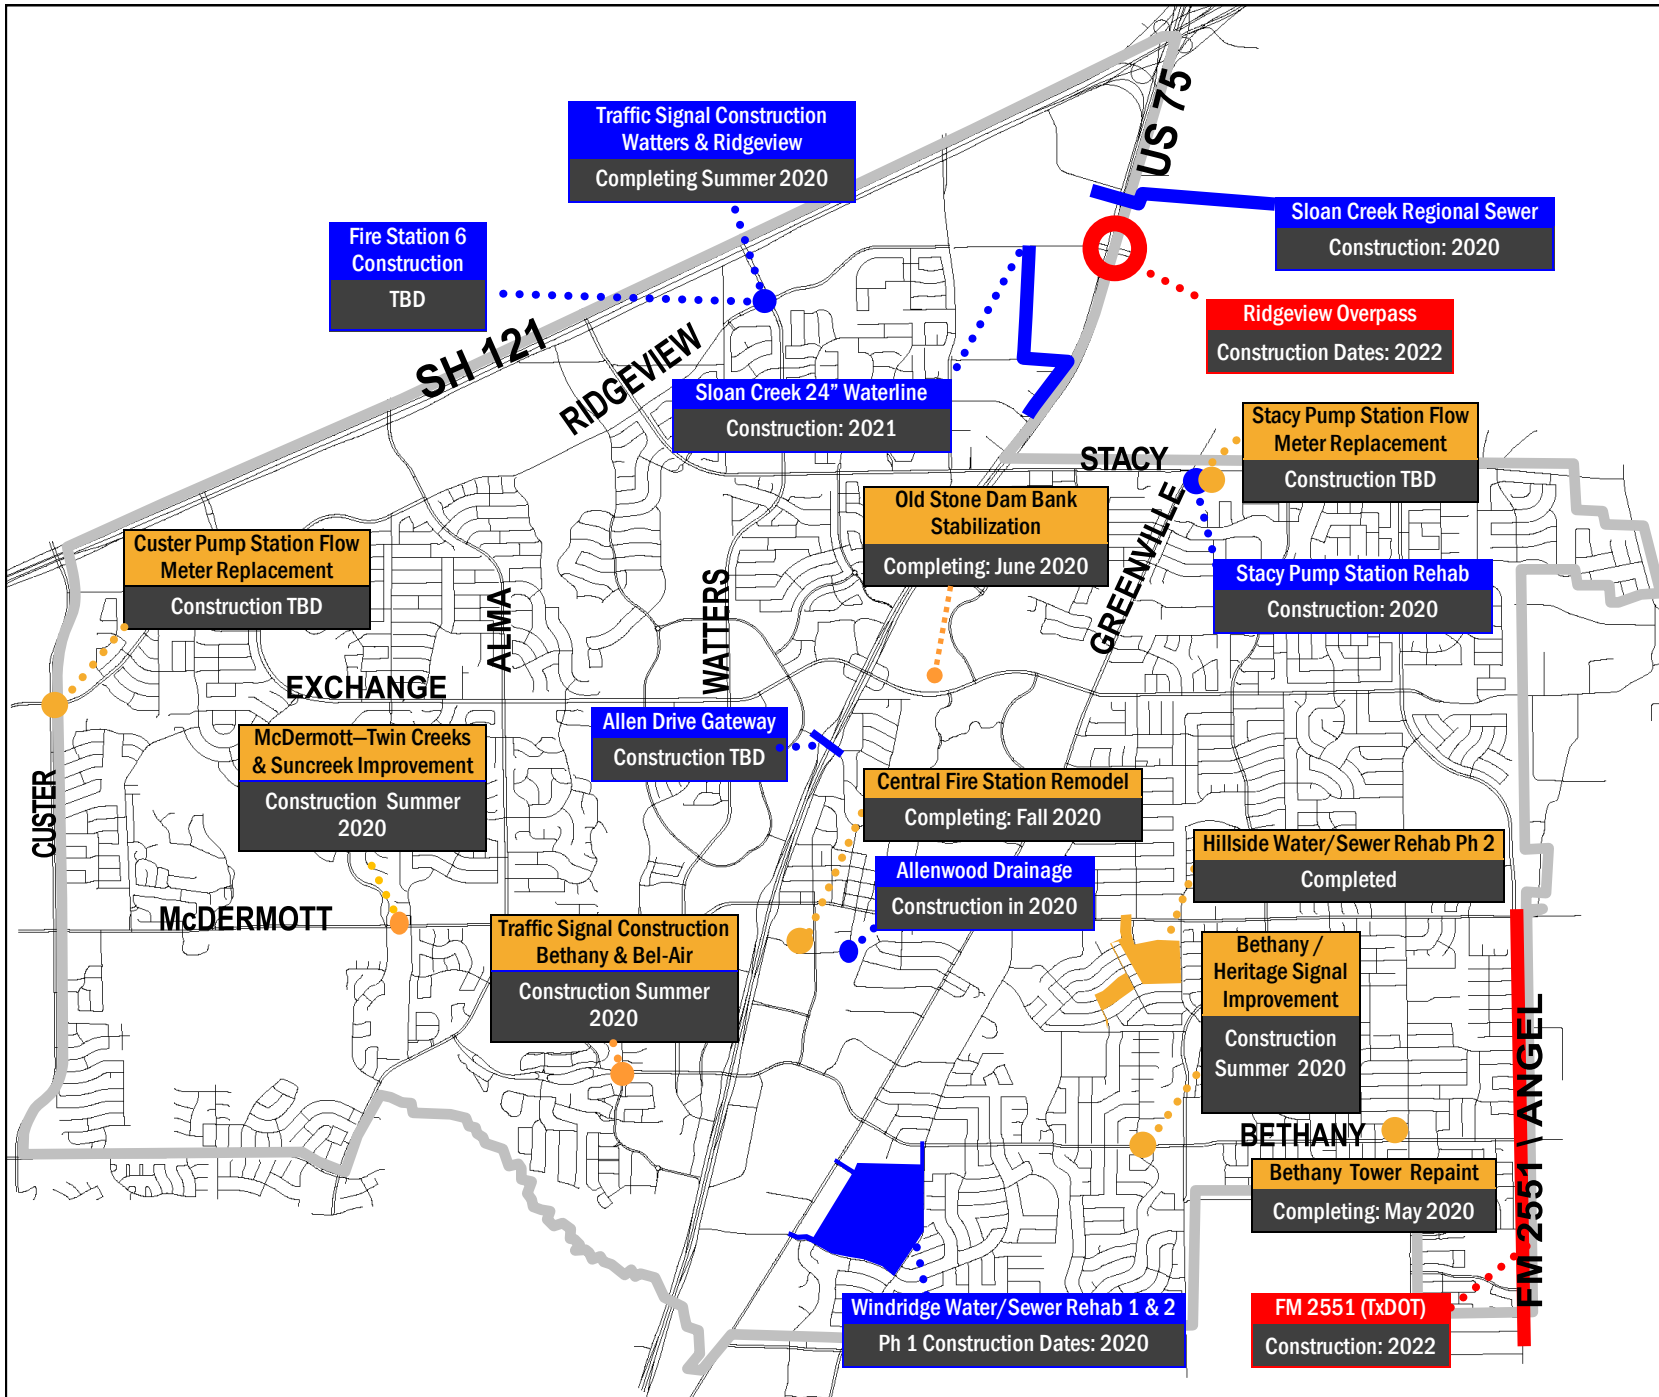 US 75
Traffic Signal Construction
Watters & Ridgeview
Completing Summer 2020
Sloan Creek Regional Sewer
Construction: 2020
Fire Station 6
Construction
TBD
Ridgeview Overpass
Construction Dates: 2022
SH 121
RIDGEVIEW
Sloan Creek 24” Waterline
Construction: 2021
Stacy Pump Station Flow
Meter Replacement
Construction TBD
STACY
Old Stone Dam Bank
Stabilization
Completing: June 2020
GREENVILLE
Custer Pump Station Flow
Meter Replacement
Construction TBD
Stacy Pump Station Rehab
Construction: 2020
ALMA
WATTERS
EXCHANGE
Allen Drive Gateway
Construction TBD
McDermott—Twin Creeks
& Suncreek Improvement
Construction Summer
2020
CUSTER
Central Fire Station Remodel
Completing: Fall 2020
Hillside Water/Sewer Rehab Ph 2
Completed
Allenwood Drainage
Construction in 2020
McDERMOTT
Traffic Signal Construction
Bethany & Bel-Air
Construction Summer
2020
Bethany /
Heritage Signal
Improvement
Construction
Summer 2020
FM 2551 \ ANGEL
BETHANY
Bethany Tower Repaint
Completing: May 2020
Windridge Water/Sewer Rehab 1 & 2
Ph 1 Construction Dates: 2020
FM 2551 (TxDOT)
Construction: 2022